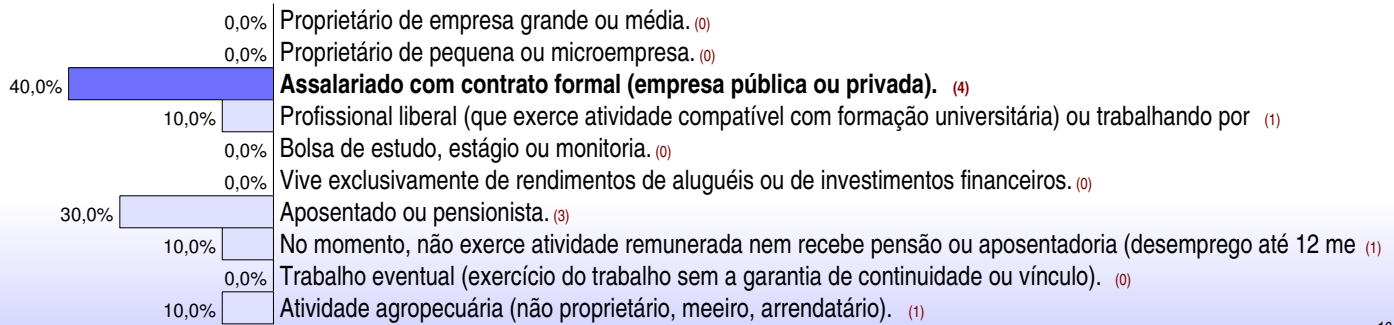 0,0% Proprietário de empresa grande ou média. (0)
0,0% Proprietário de pequena ou microempresa. (0)
40,0% Assalariado com contrato formal (empresa pública ou privada). (4)
10,0% Profissional liberal (que exerce atividade compatível com formação universitária) ou trabalhando por (1)
0,0% Bolsa de estudo, estágio ou monitoria. (0)
0,0% Vive exclusivamente de rendimentos de aluguéis ou de investimentos financeiros. (0)
30,0% Aposentado ou pensionista. (3)
10,0% No momento, não exerce atividade remunerada nem recebe pensão ou aposentadoria (desemprego até 12 me (1)
0,0% Trabalho eventual (exercício do trabalho sem a garantia de continuidade ou vínculo). (0)
10,0% Atividade agropecuária (não proprietário, meeiro, arrendatário). (1)